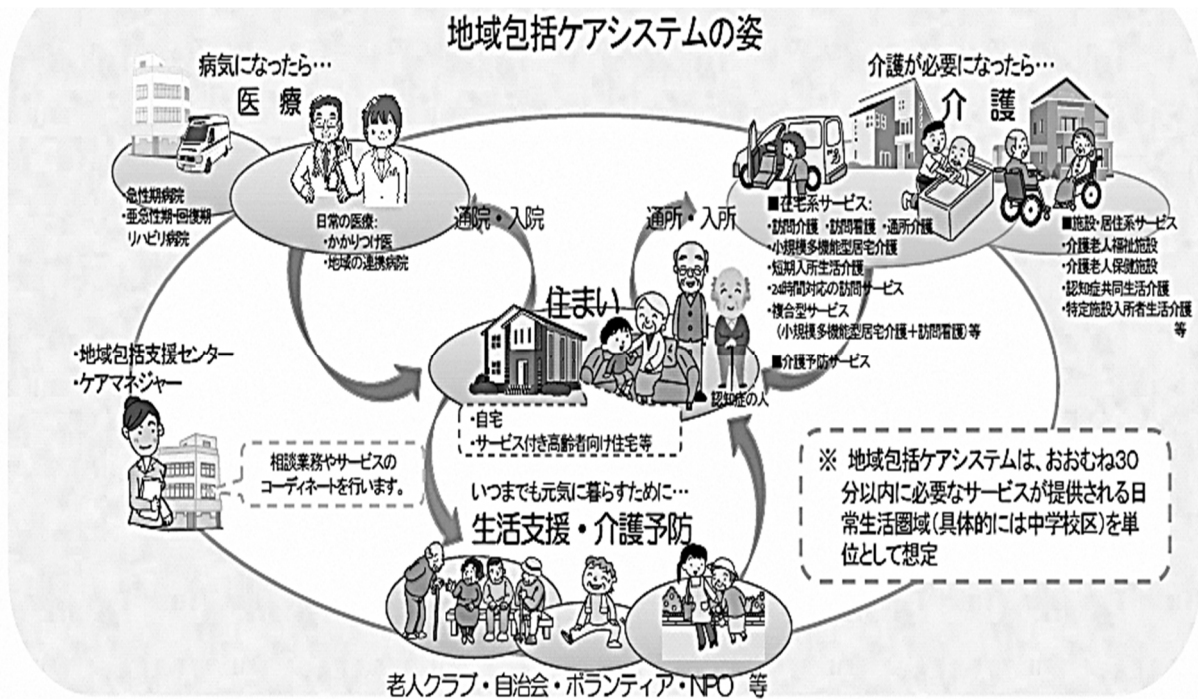 地域包括ケアシステムの姿
病気になったら…
医療
・急性期病院
・亜急性期・回復期
リハビリ病院
日常の医療:
・かかりつけ医
・地域の連携病院
通院・入院
通所・入所
介護が必要になったら…
介護
■在宅系サービス:
・訪問介護・訪問看護・通所介護
・小規模多機能型居宅介護
・短期入所生活介護
・24時間対応の訪問サービス
・複合型サービス
(小規模多機能型居宅介護+訪問看護)等
■介護予防サービス
■施設・居住系サービス
・介護老人福祉施設
・介護老人保健施設
・認知症共同生活介護
・特定施設入所者生活介護
等
住まい
認知症の人
・自宅
・サービス付き高齢者向け住宅等
・地域包括支援センター
・ケアマネジャー
相談業務やサービスの
コーディネートを行います。
いつまでも元気に暮らすために…
生活支援・介護予防
老人クラブ・自治会・ボランティア・NPO 等
※ 地域包括ケアシステムは、おおむね30
分以内に必要なサービスが提供される日
常生活圏域(具体的には中学校区)を単
位として想定